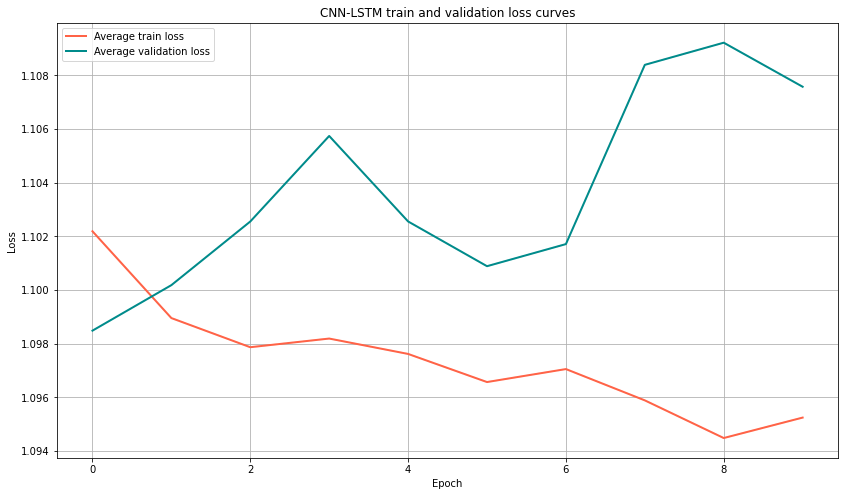 CNN-LSTM train and validation loss curves
Average train loss
Average validation loss
Loss
1.108
1.106
1.104
1.102
1.100
1.098
1.096
1.094
0 2 4 6 8
Epoch